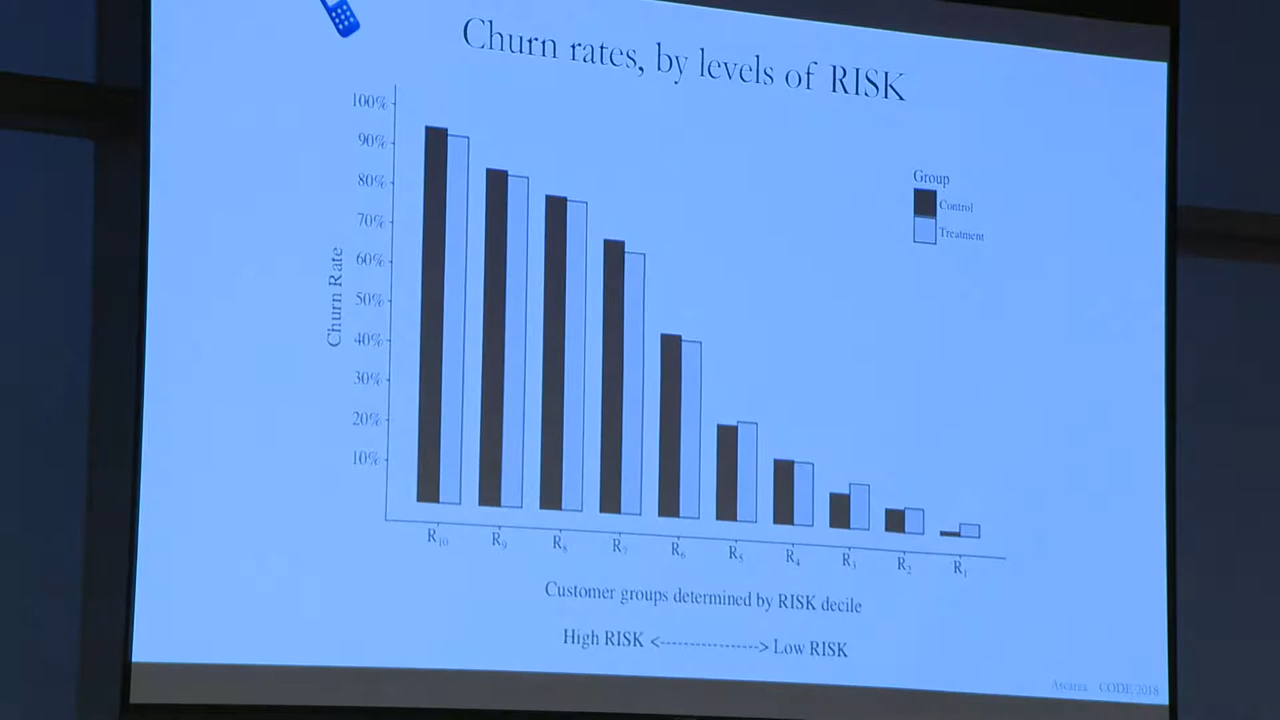 Churn rates, by levels of RISK
100%
90%
80%
70%
60%
50%
40%
30%
20%
10%
Churn Rate
Group
Control
Treatment
R10 R9 R8 R7 R6 R5 R4 R3 R2 R1
Customer groups determined by RISK decile
High RISK <-----------------> Low RISK
Ascarza CODE 2018